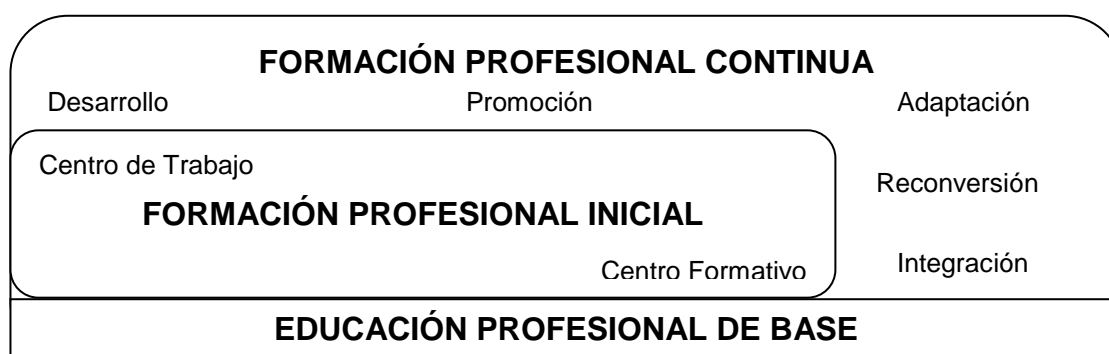 FORMACIÓN PROFESIONAL CONTINUA
Desarrollo Promoción Adaptación
Centro de Trabajo
Reconversión
FORMACIÓN PROFESIONAL INICIAL
Centro Formativo
Integración
EDUCACIÓN PROFESIONAL DE BASE